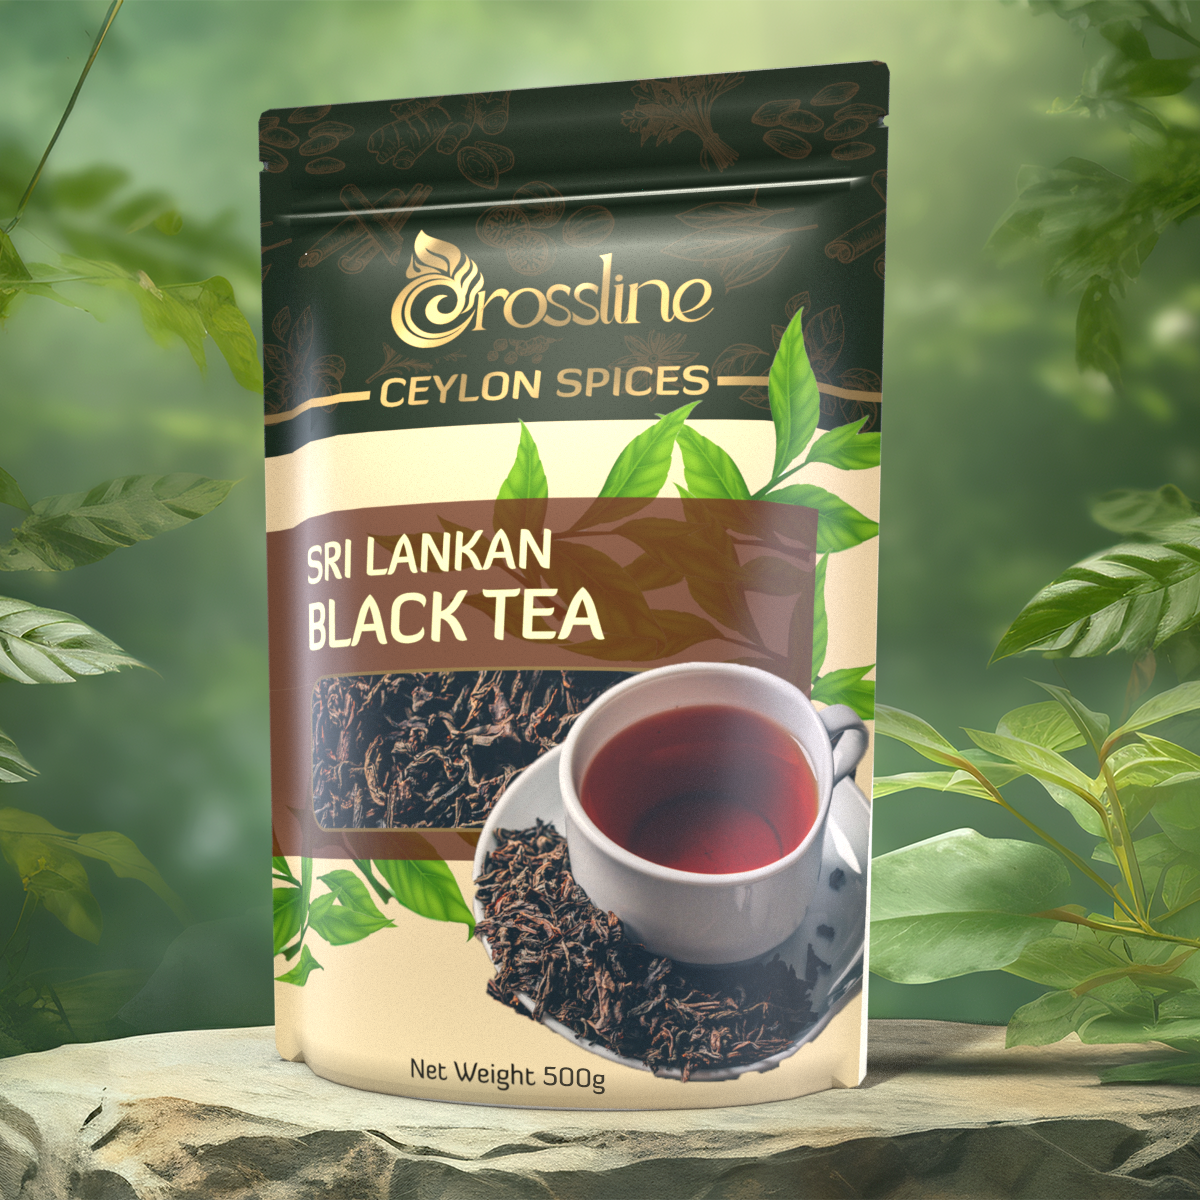 Crossline
CEYLON SPICES
SRI LANKAN
BLACK TEA
Net Weight 500g